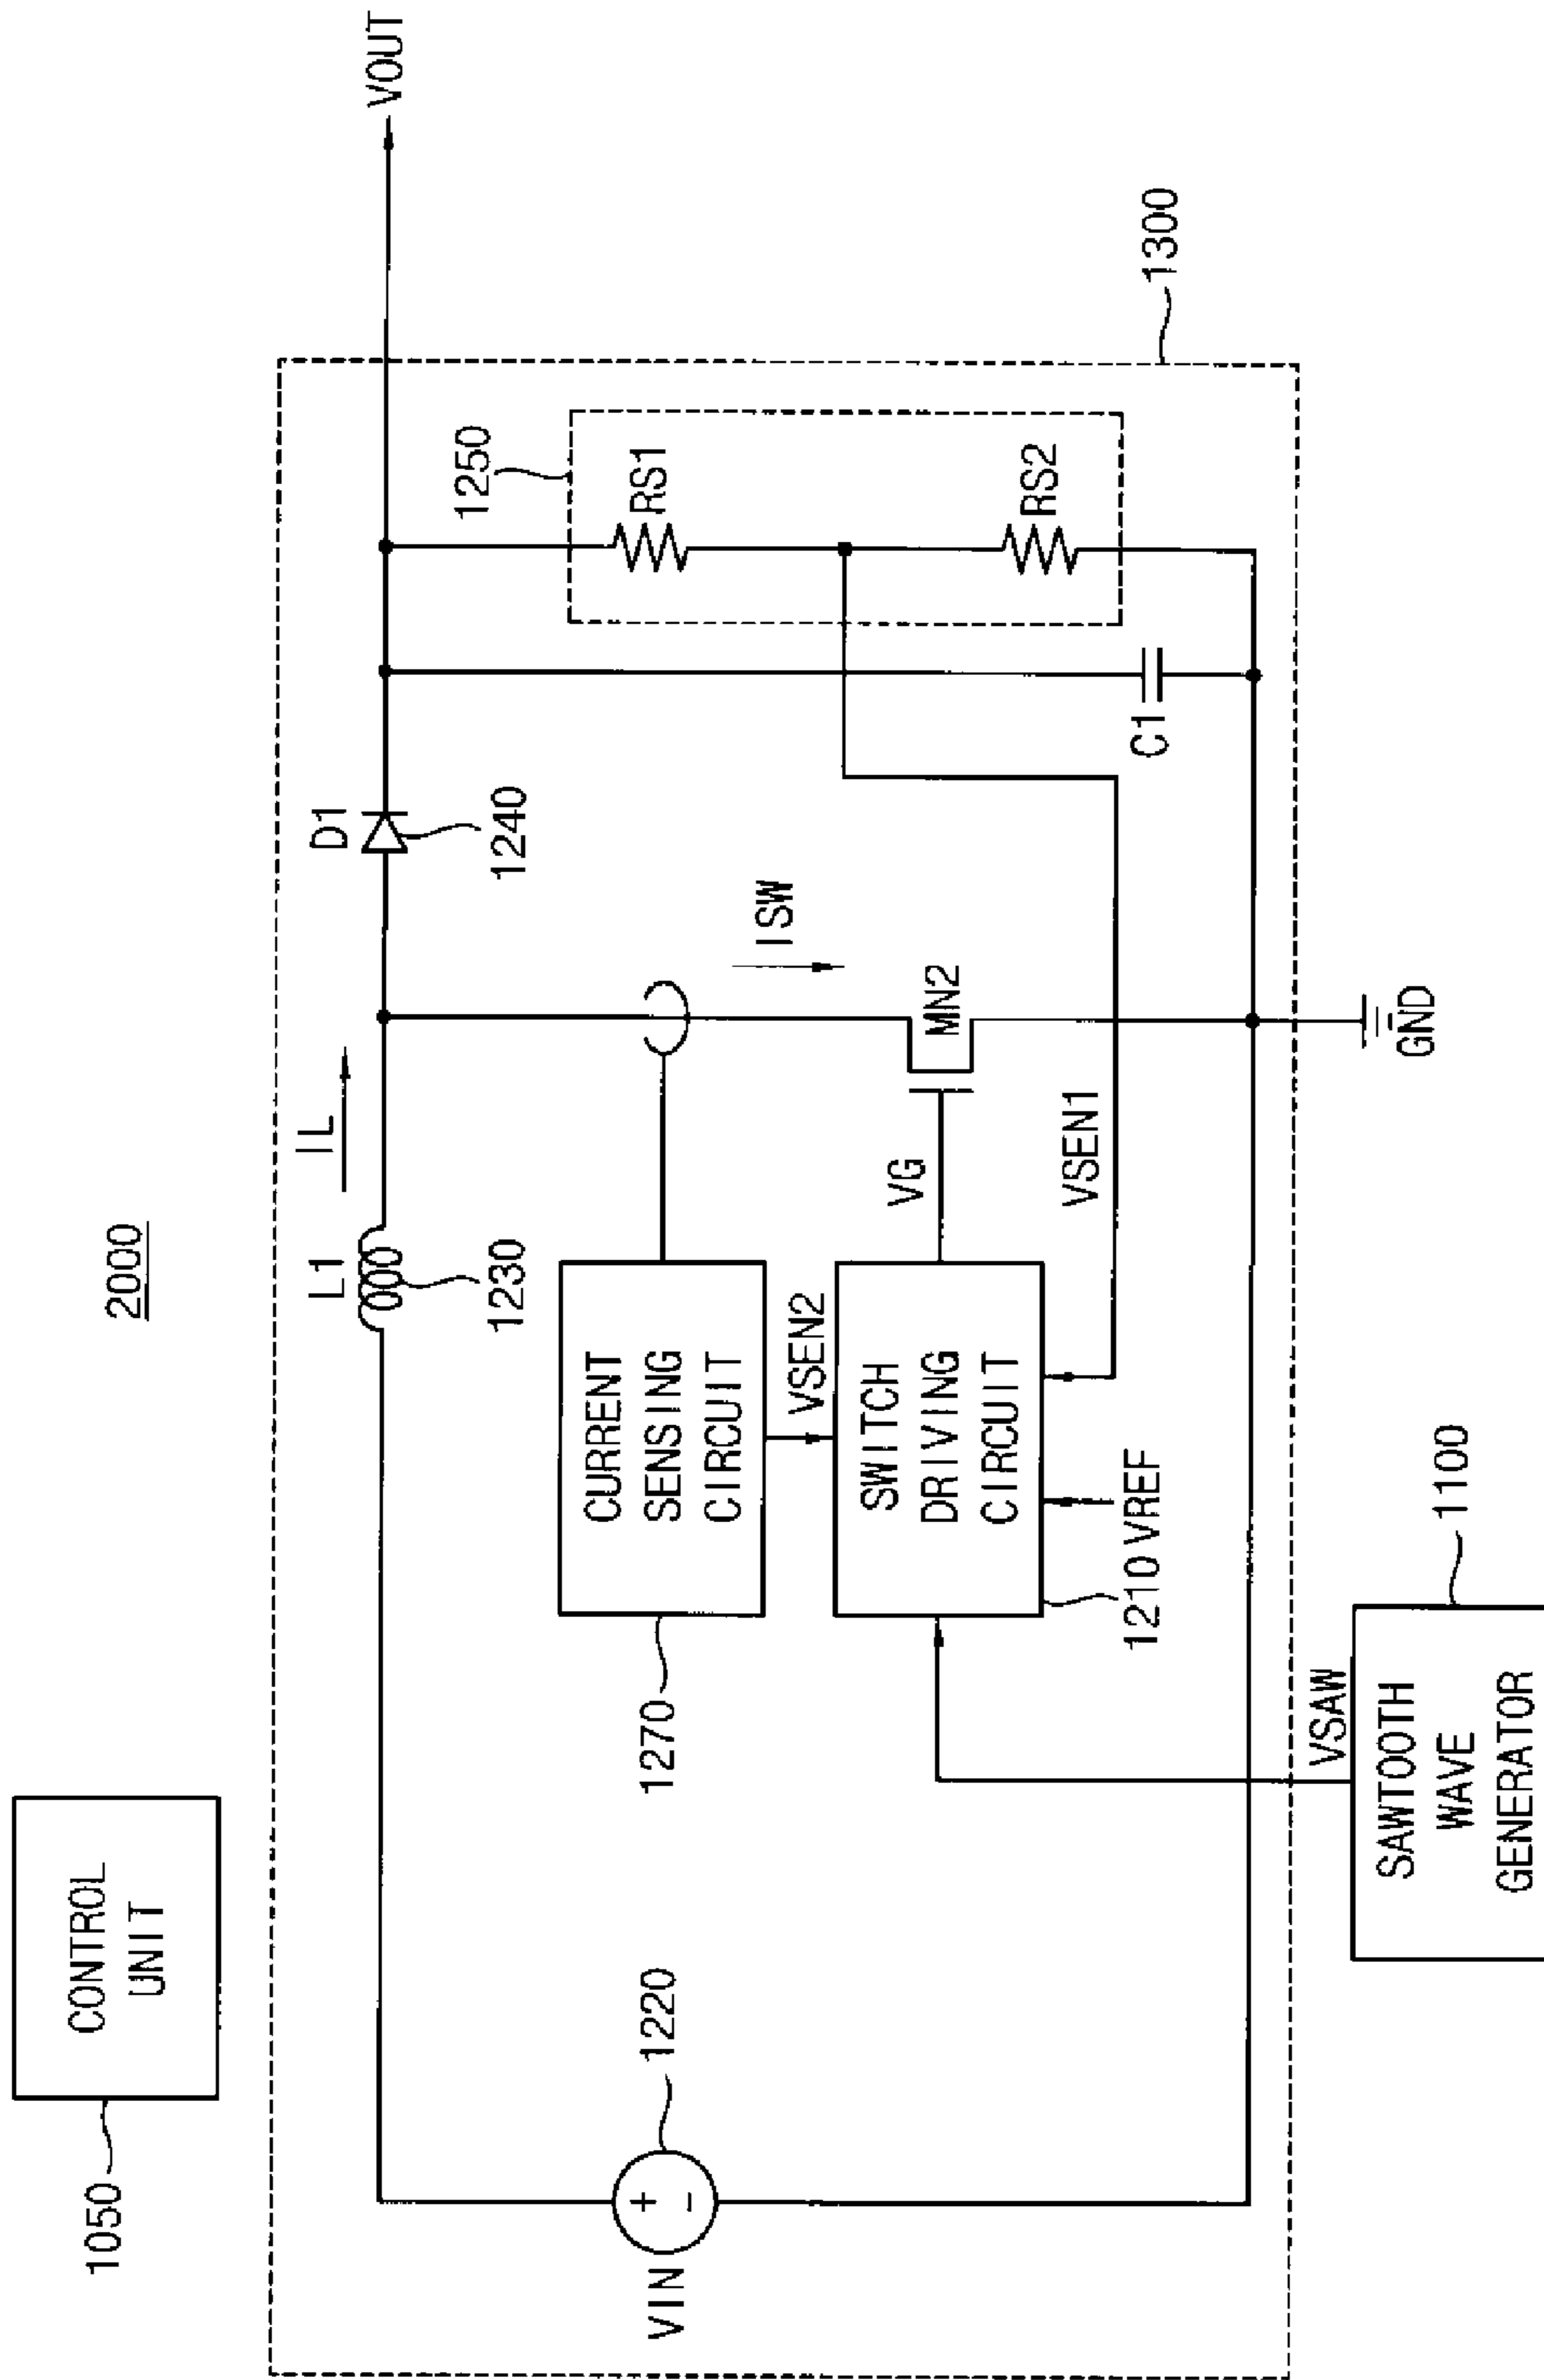 2000
1050
CONTROL
UNIT
L1
IL
D1
VOUT
1230
1240
1250
RS1
CURRENT
SENSING
CIRCUIT
1270
ISW
VIN
1220
VSEN2
SWITCH
DRIVING
CIRCUIT
VG
MN2
RS2
VSEN1
1210
VREF
C1
1300
VSAW
GND
SAWTOOTH
WAVE
GENERATOR
1100